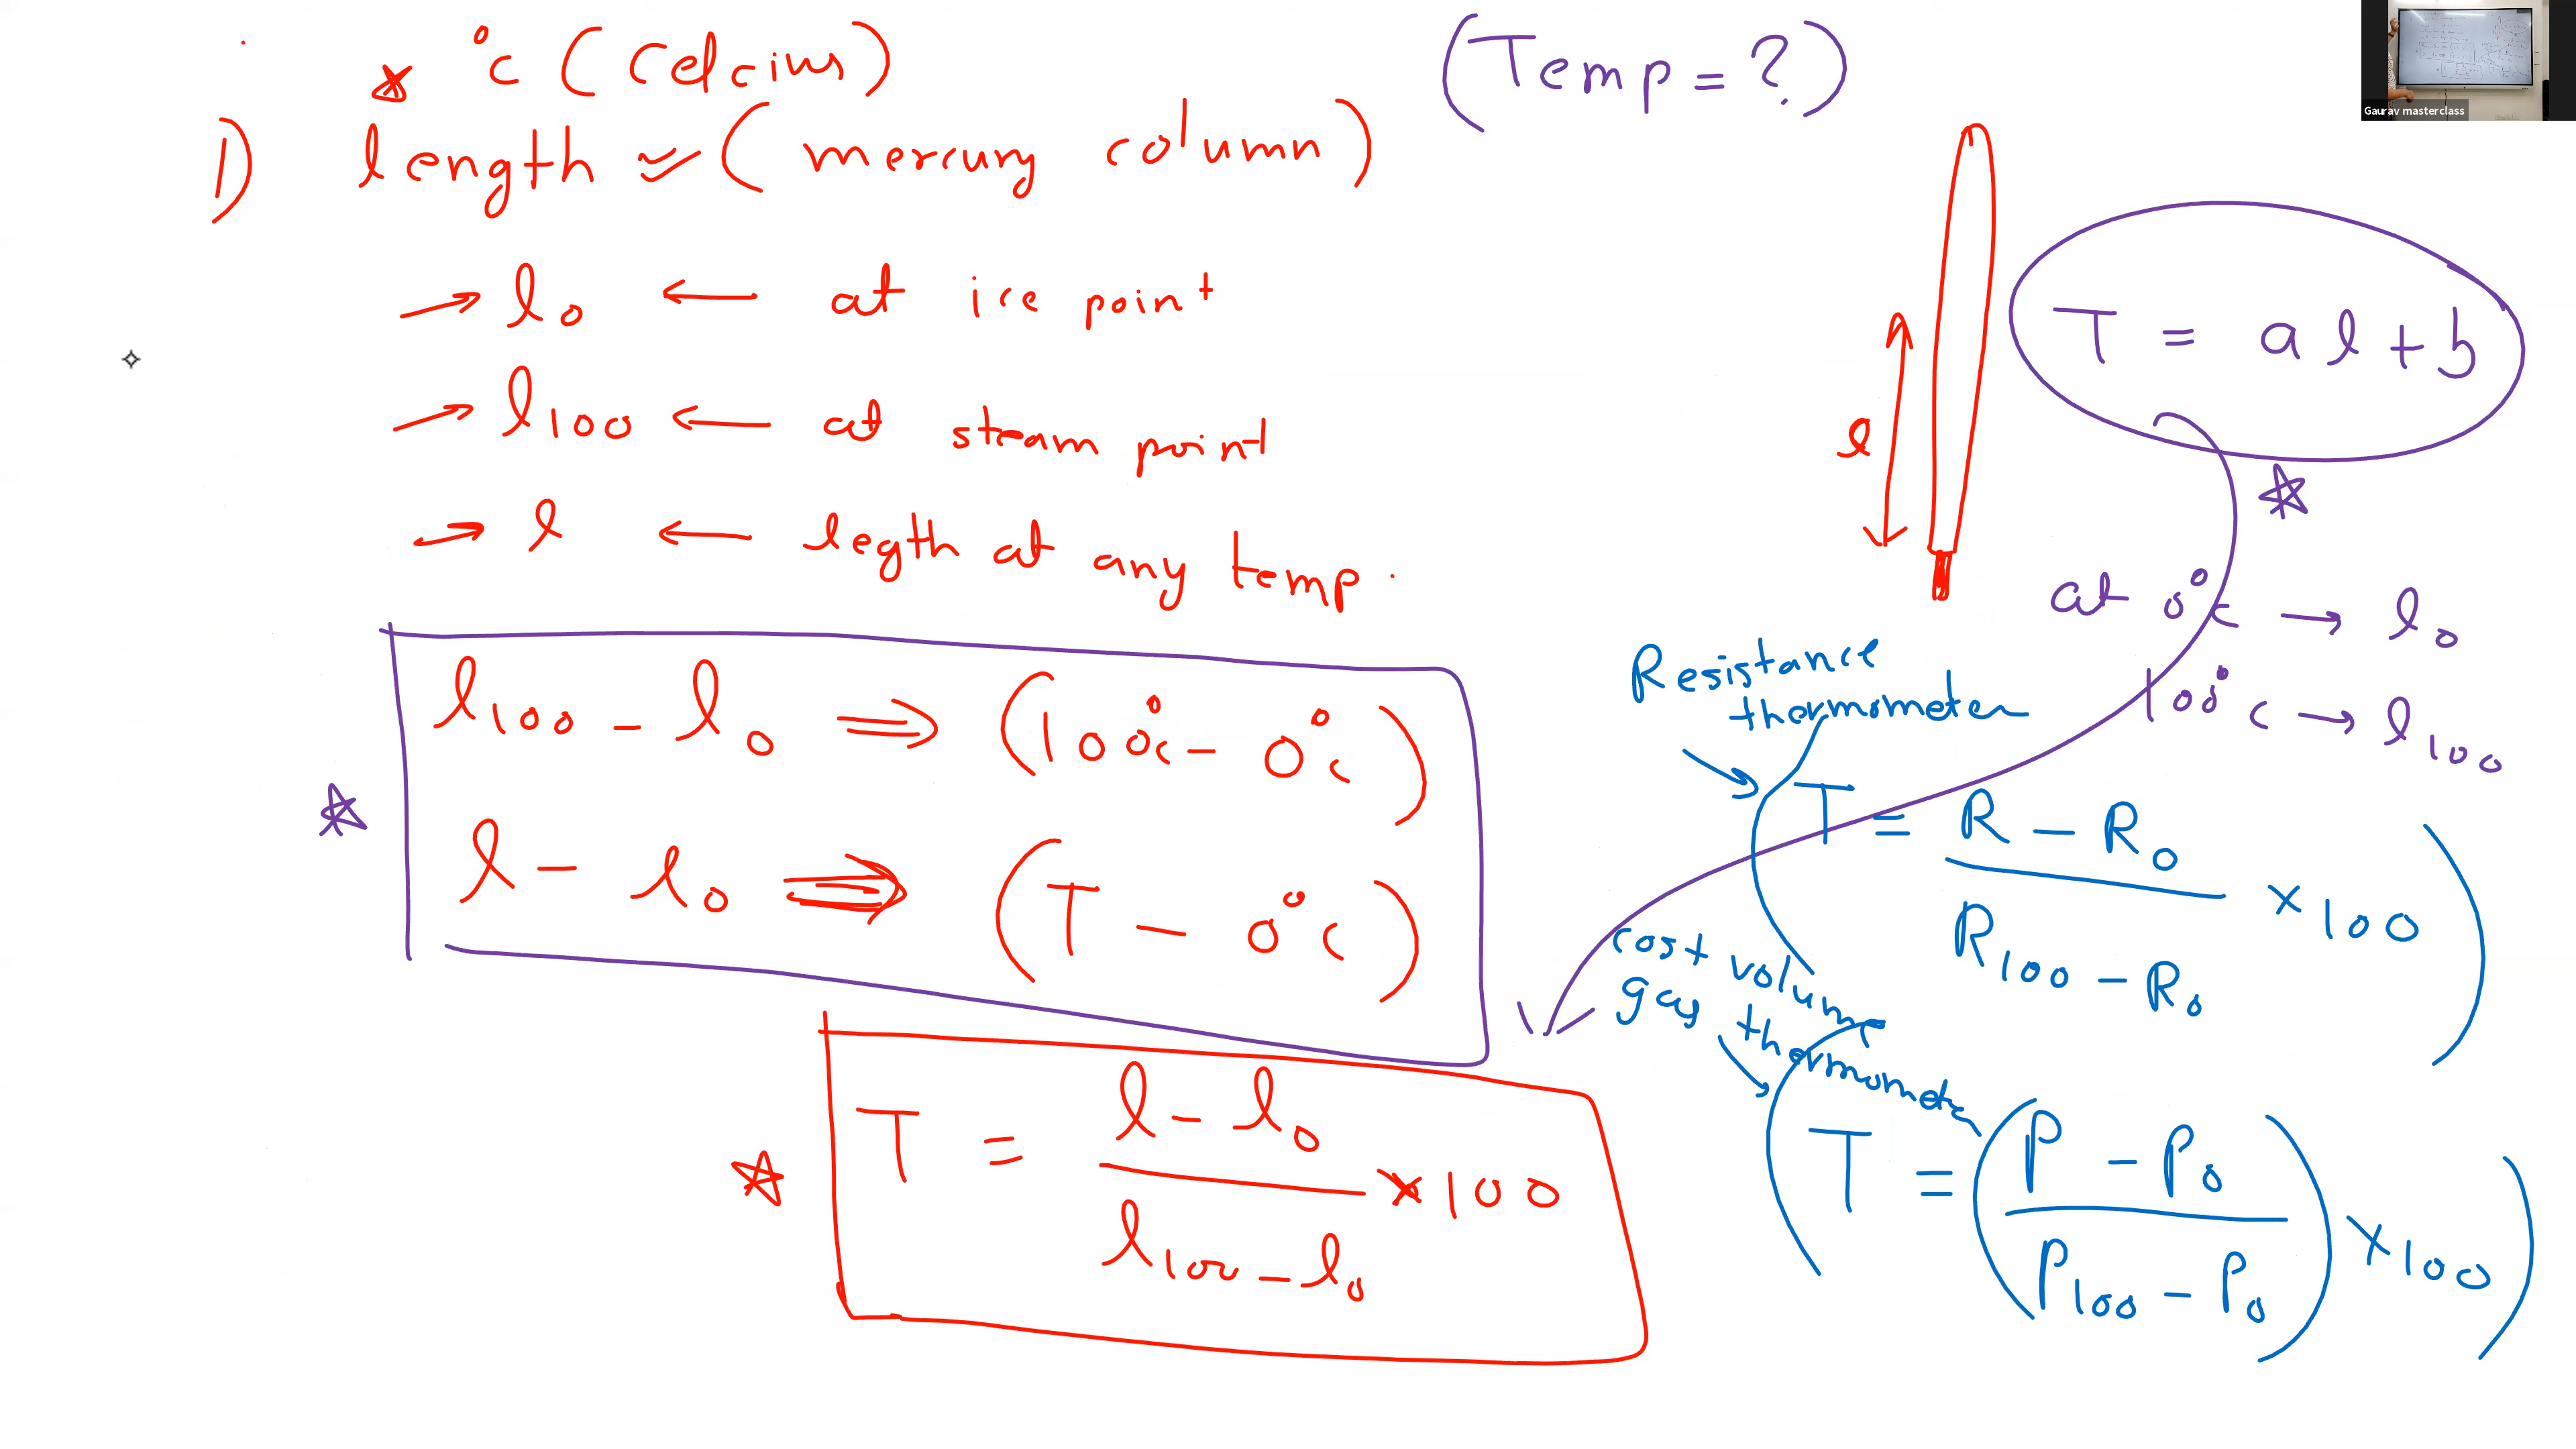 °C (Celcius)
(Temp = ?)
1) length (mercury column)
→ l₀ ← at ice point
→ l₁₀₀ ← at steam point
→ l ← legth at any temp.
l₁₀₀ - l₀ ⇒ (100°C - 0°C)
l - l₀ ⇒ (T - 0°C)
T = (l - l₀)/(l₁₀₀ - l₀) × 100
l
T = al + b
at 0°C → l₀
100°C → l₁₀₀
Resistance
thermometer
T = (R - R₀)/(R₁₀₀ - R₀) × 100
cost volume
gas thermometer
T = ((P - P₀)/(P₁₀₀ - P₀)) × 100
Gaurav masterclass